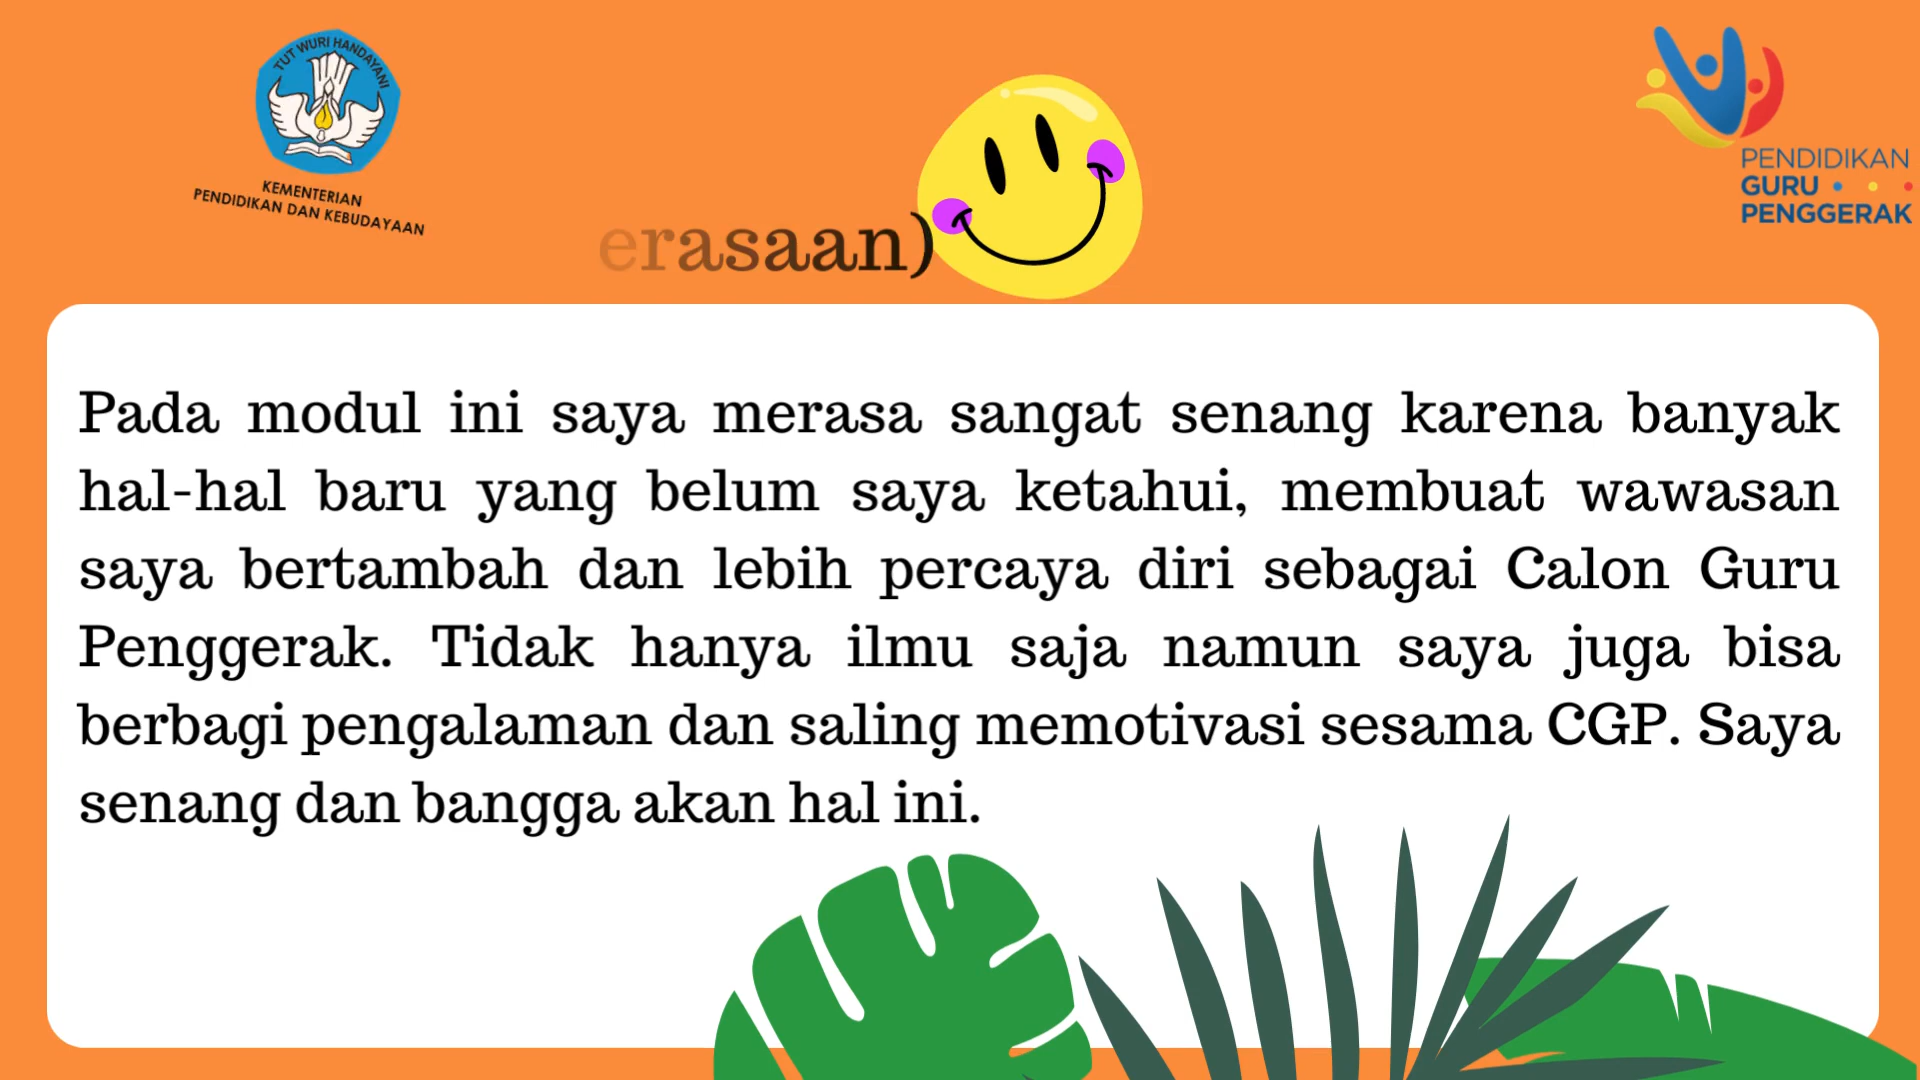 TUT WURI HANDAYANI
KEMENTERIAN
PENDIDIKAN DAN KEBUDAYAAN
PENDIDIKAN
GURU
PENGGERAK
erasaan)
Pada modul ini saya merasa sangat senang karena banyak
hal-hal baru yang belum saya ketahui, membuat wawasan
saya bertambah dan lebih percaya diri sebagai Calon Guru
Penggerak. Tidak hanya ilmu saja namun saya juga bisa
berbagi pengalaman dan saling memotivasi sesama CGP. Saya
senang dan bangga akan hal ini.